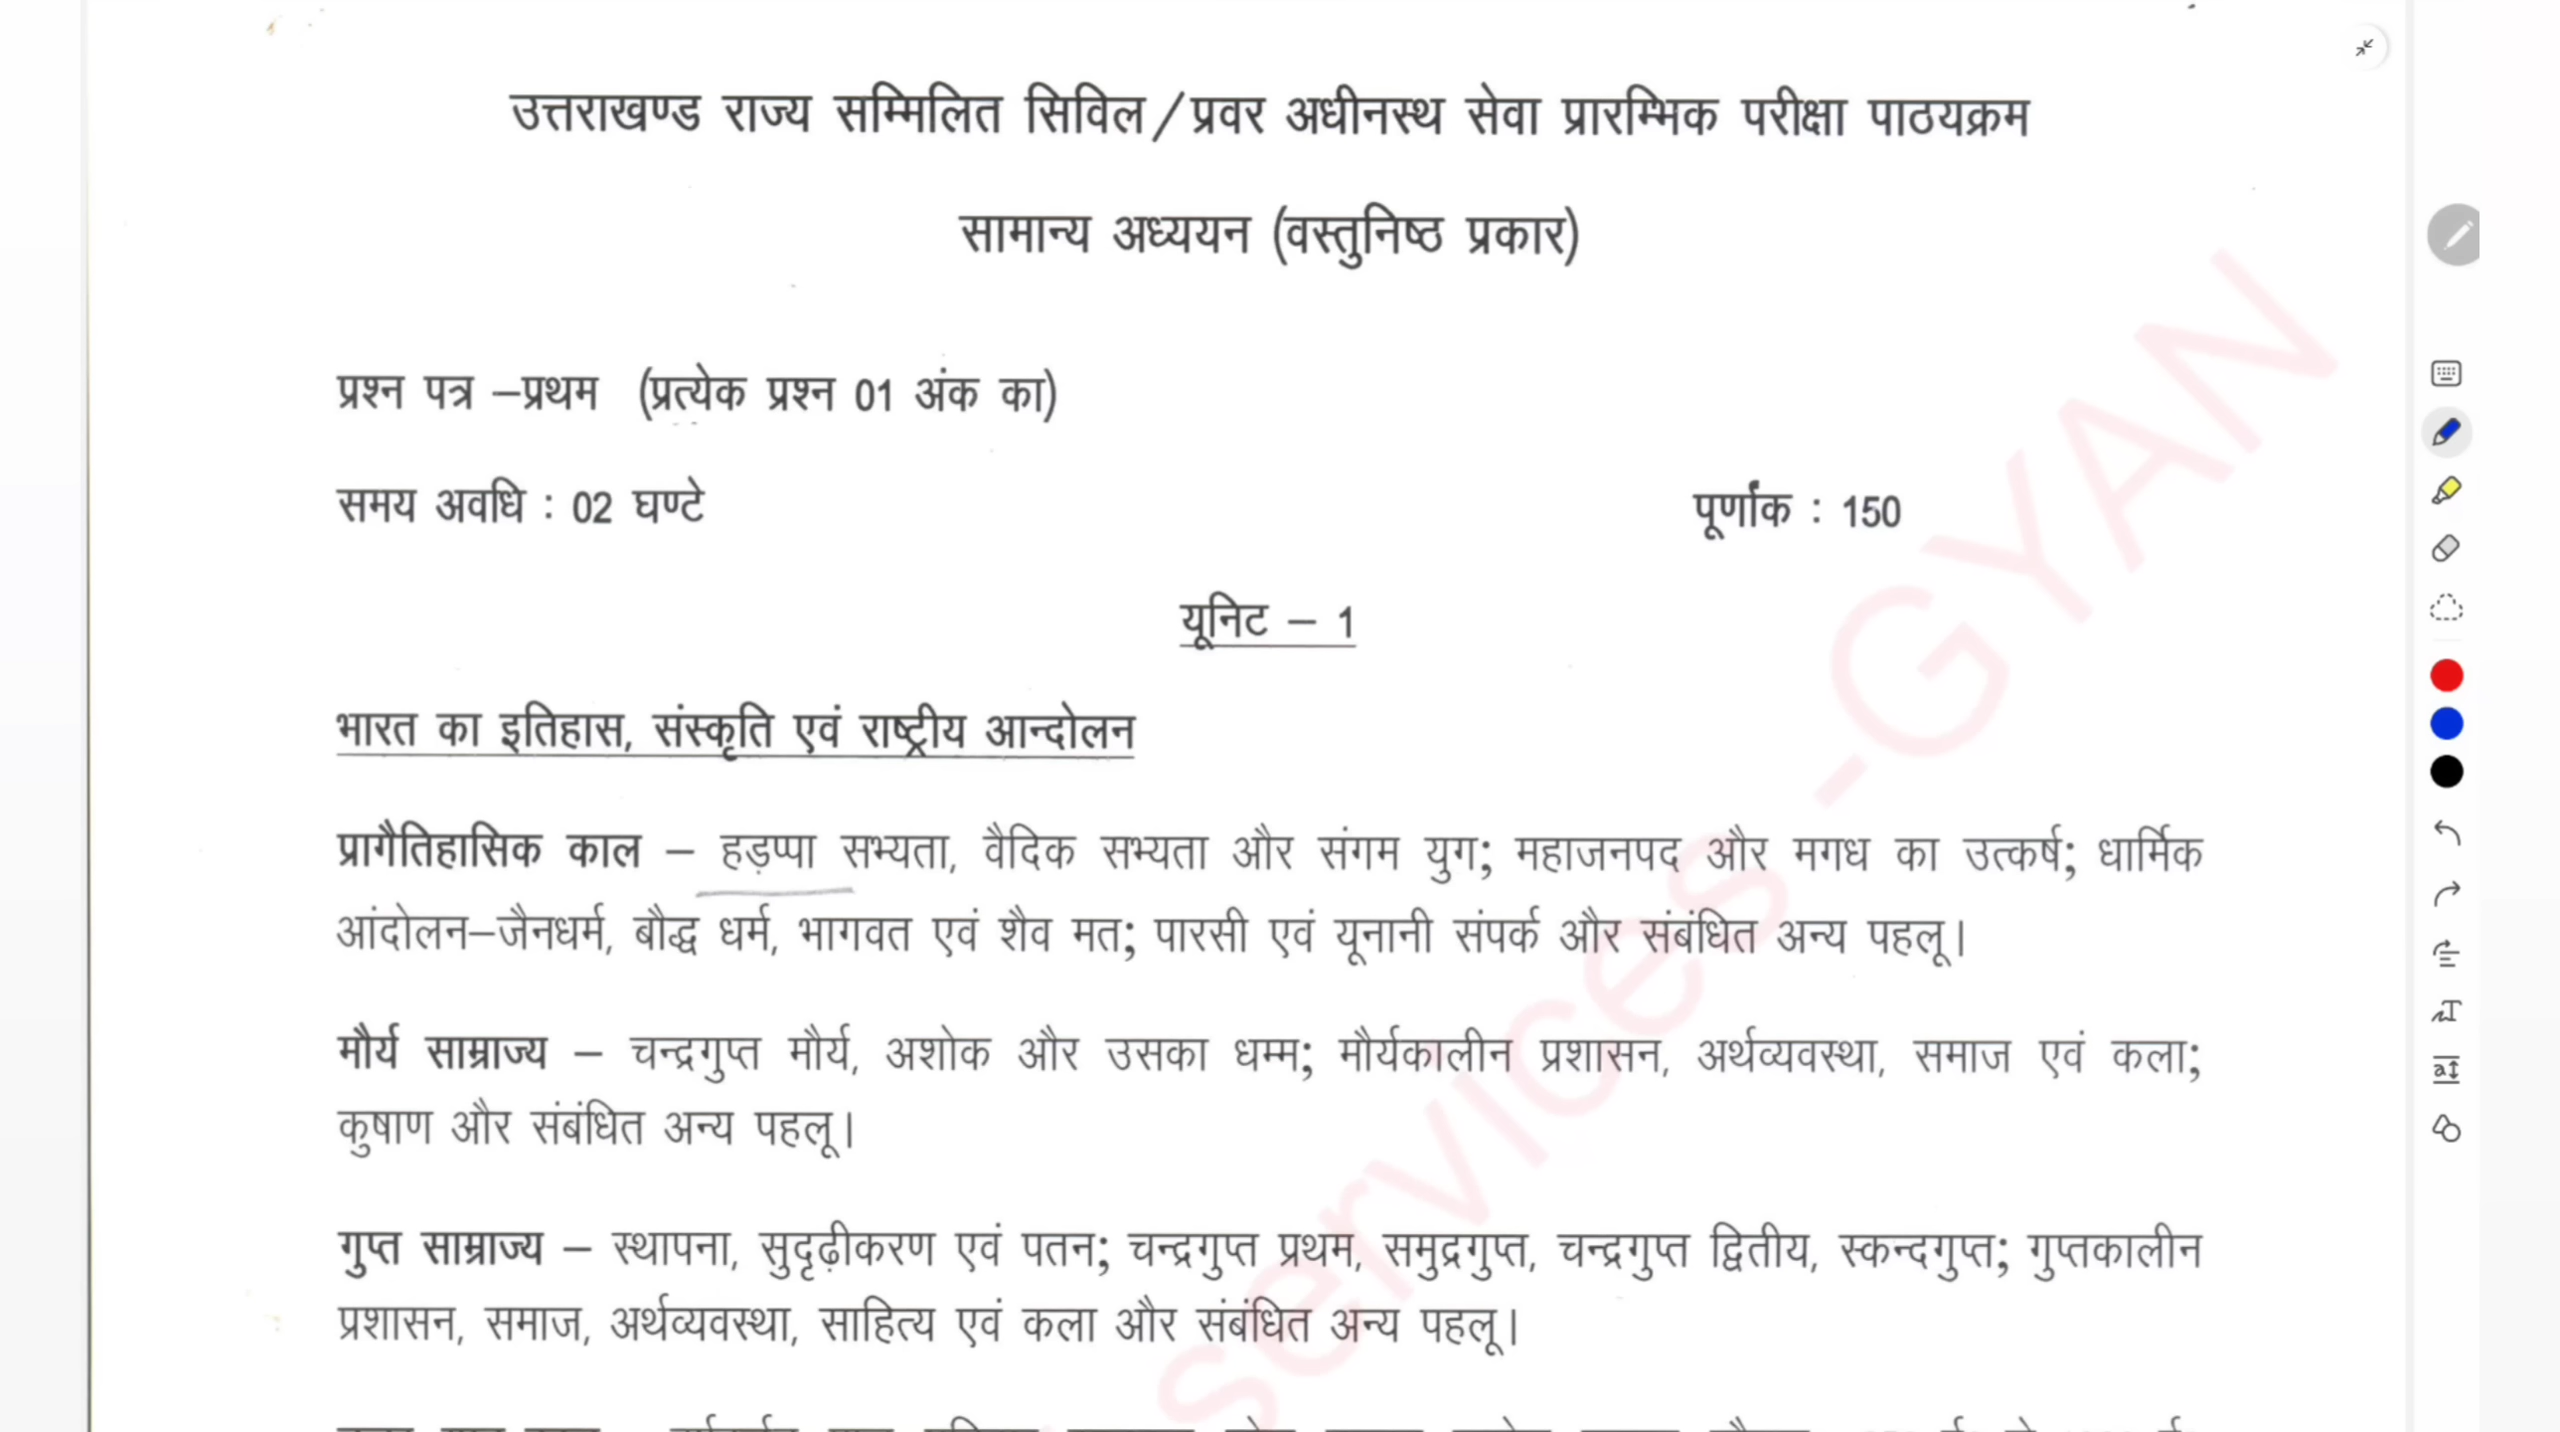 उत्तराखण्ड राज्य सम्मिलित सिविल/प्रवर अधीनस्थ सेवा प्रारम्भिक परीक्षा पाठयक्रम
सामान्य अध्ययन (वस्तुनिष्ठ प्रकार)
प्रश्न पत्र –प्रथम (प्रत्येक प्रश्न 01 अंक का)
समय अवधि : 02 घण्टे पूर्णांक : 150
यूनिट – 1
भारत का इतिहास, संस्कृति एवं राष्ट्रीय आन्दोलन
प्रागैतिहासिक काल – हड़प्पा सभ्यता, वैदिक सभ्यता और संगम युग; महाजनपद और मगध का उत्कर्ष; धार्मिक
आंदोलन–जैनधर्म, बौद्ध धर्म, भागवत एवं शैव मत; पारसी एवं यूनानी संपर्क और संबंधित अन्य पहलू।
मौर्य साम्राज्य – चन्द्रगुप्त मौर्य, अशोक और उसका धम्म; मौर्यकालीन प्रशासन, अर्थव्यवस्था, समाज एवं कला;
कुषाण और संबंधित अन्य पहलू।
गुप्त साम्राज्य – स्थापना, सुदृढ़ीकरण एवं पतन; चन्द्रगुप्त प्रथम, समुद्रगुप्त, चन्द्रगुप्त द्वितीय, स्कन्दगुप्त; गुप्तकालीन
प्रशासन, समाज, अर्थव्यवस्था, साहित्य एवं कला और संबंधित अन्य पहलू।
services -GYAN